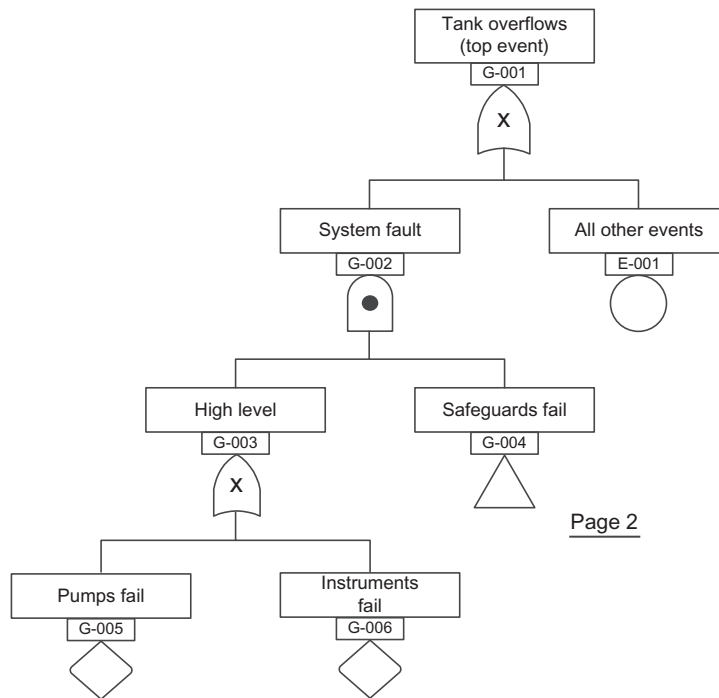 Tank overflows
(top event)
G-001
X
System fault
G-002
All other events
E-001
High level
G-003
X
Safeguards fail
G-004
Page 2
Pumps fail
G-005
Instruments
fail
G-006